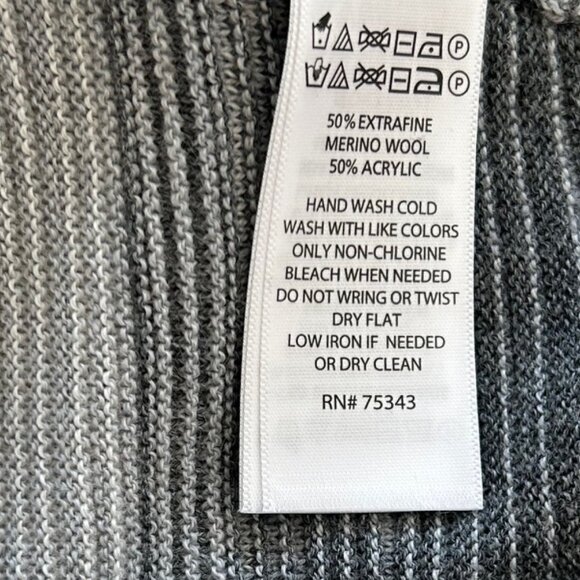 P
P
50% EXTRAFINE
MERINO WOOL
50% ACRYLIC
HAND WASH COLD
WASH WITH LIKE COLORS
ONLY NON-CHLORINE
BLEACH WHEN NEEDED
DO NOT WRING OR TWIST
DRY FLAT
LOW IRON IF NEEDED
OR DRY CLEAN
RN# 75343